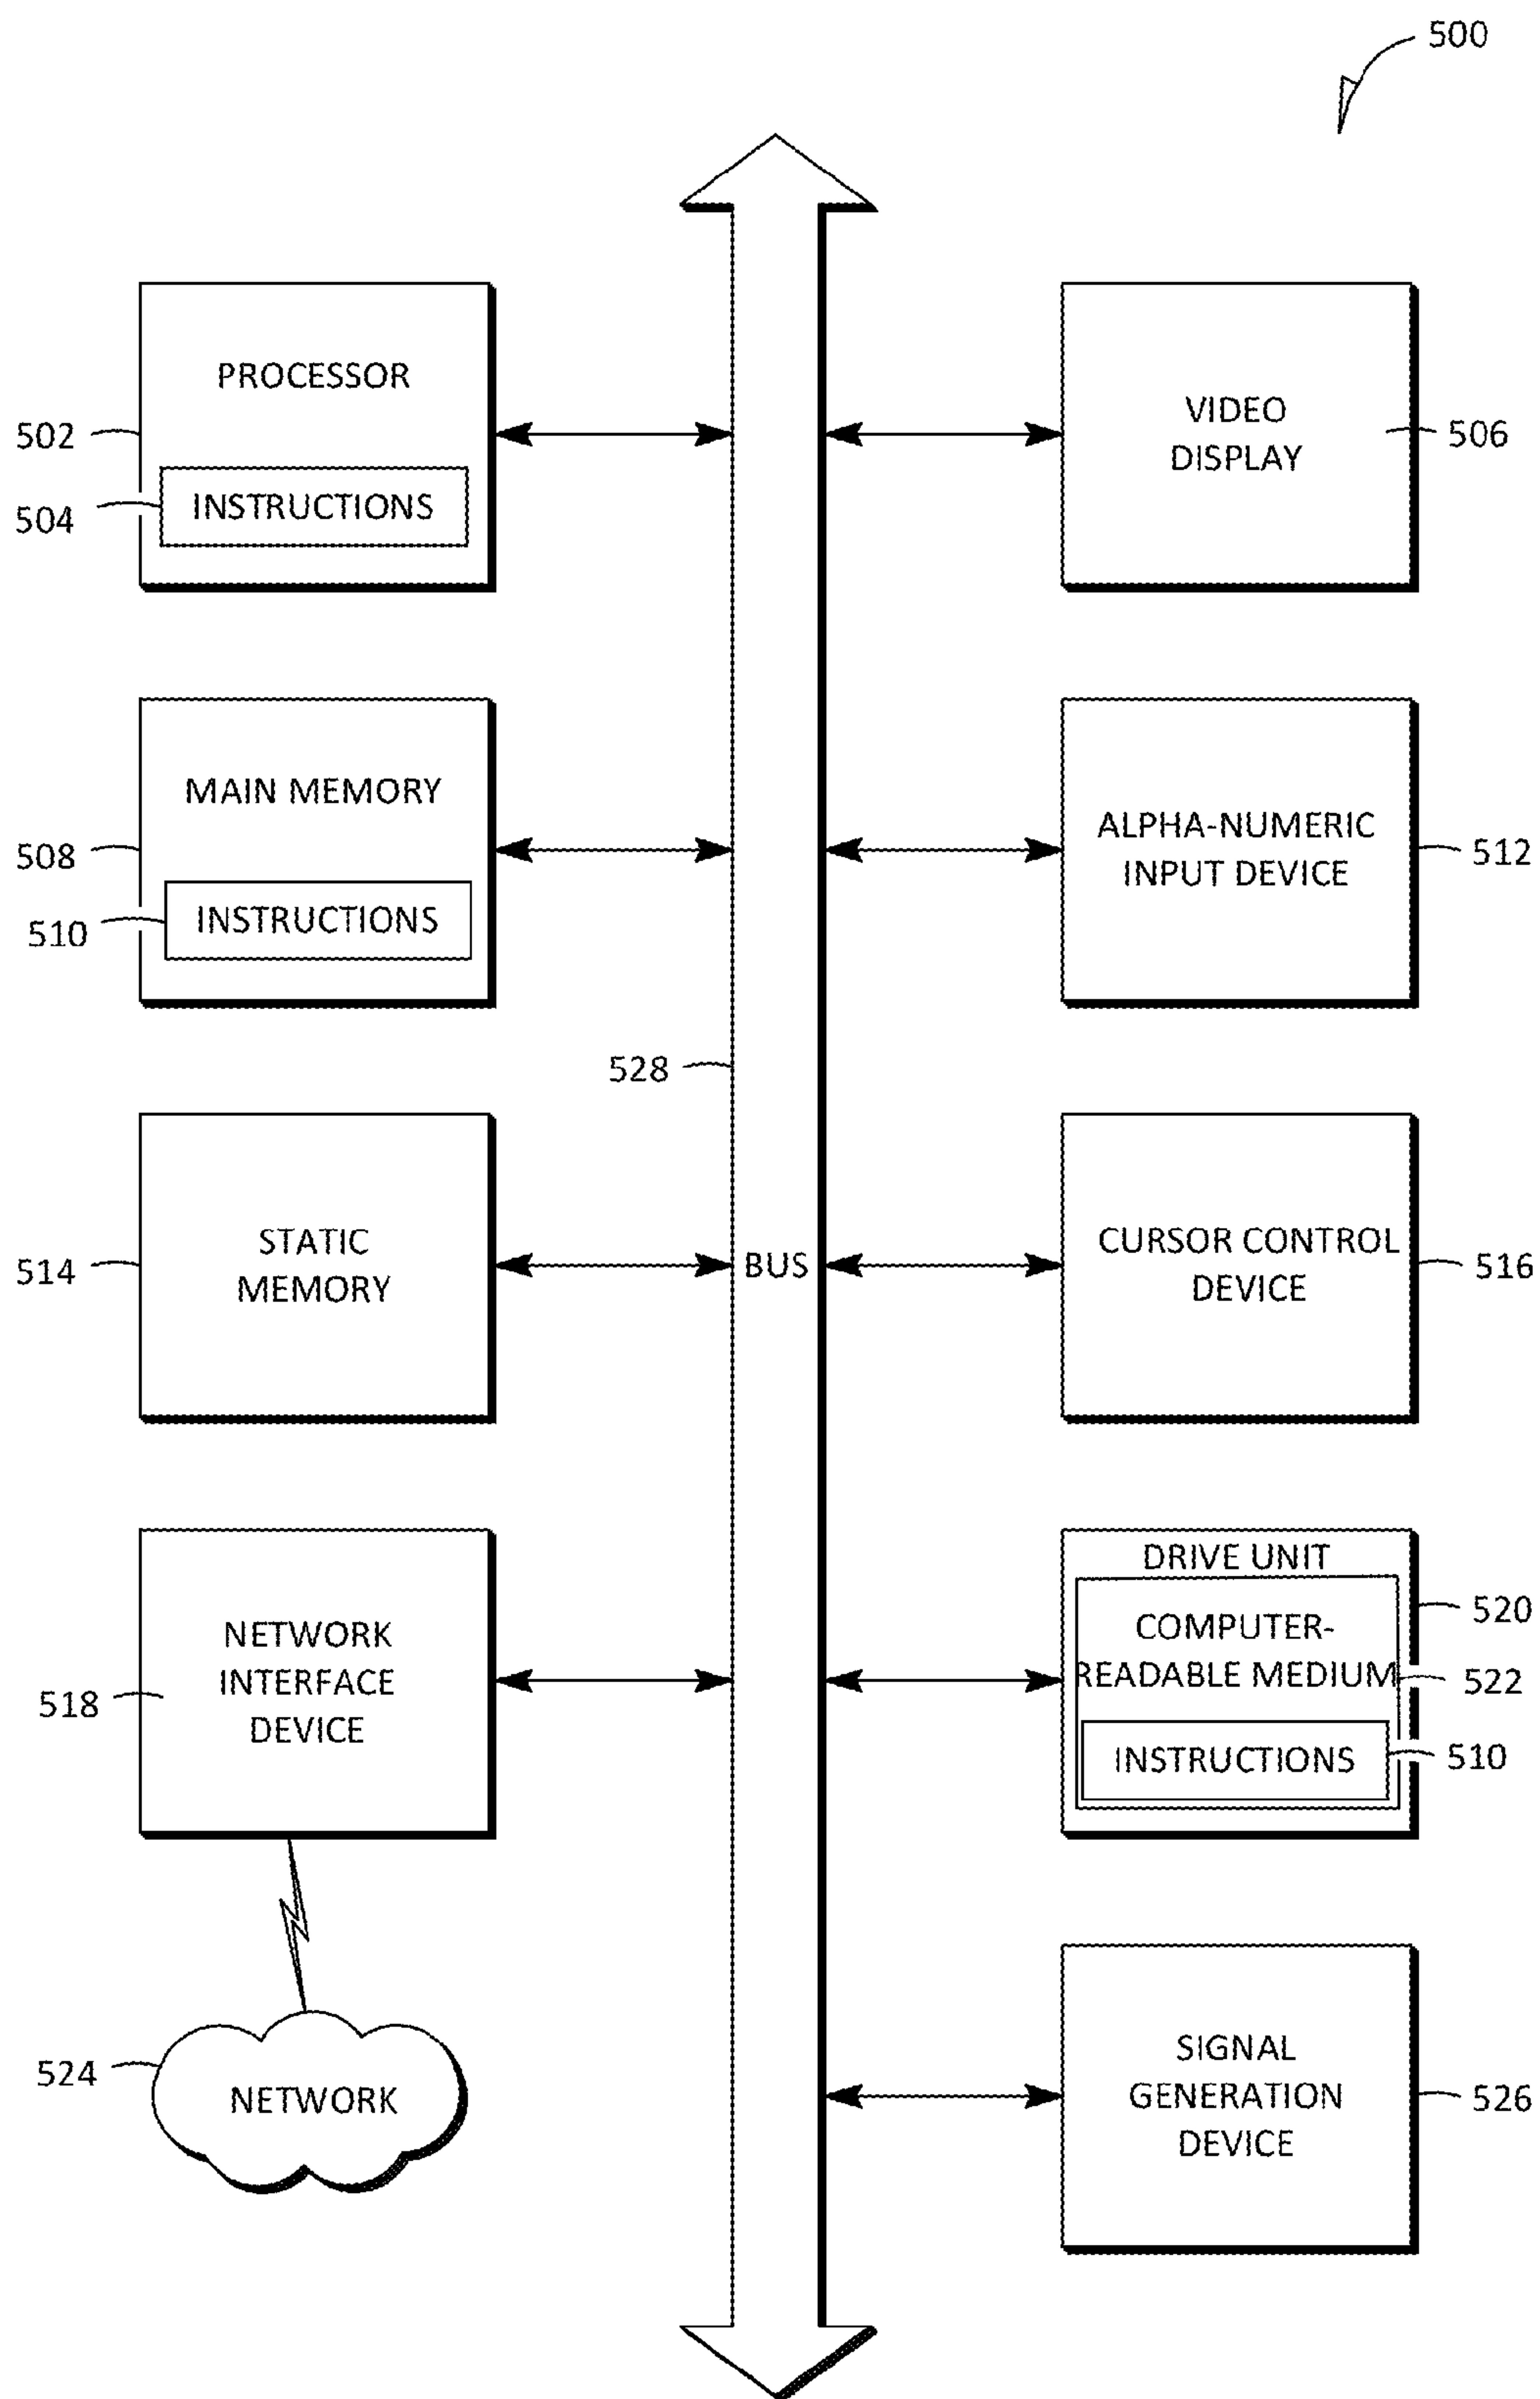 500
PROCESSOR
502
INSTRUCTIONS
504
VIDEO
DISPLAY
506
MAIN MEMORY
508
INSTRUCTIONS
510
ALPHA-NUMERIC
INPUT DEVICE
512
528
BUS
STATIC
MEMORY
514
CURSOR CONTROL
DEVICE
516
NETWORK
INTERFACE
DEVICE
518
DRIVE UNIT
520
COMPUTER-
READABLE MEDIUM
522
INSTRUCTIONS
510
524
NETWORK
SIGNAL
GENERATION
DEVICE
526